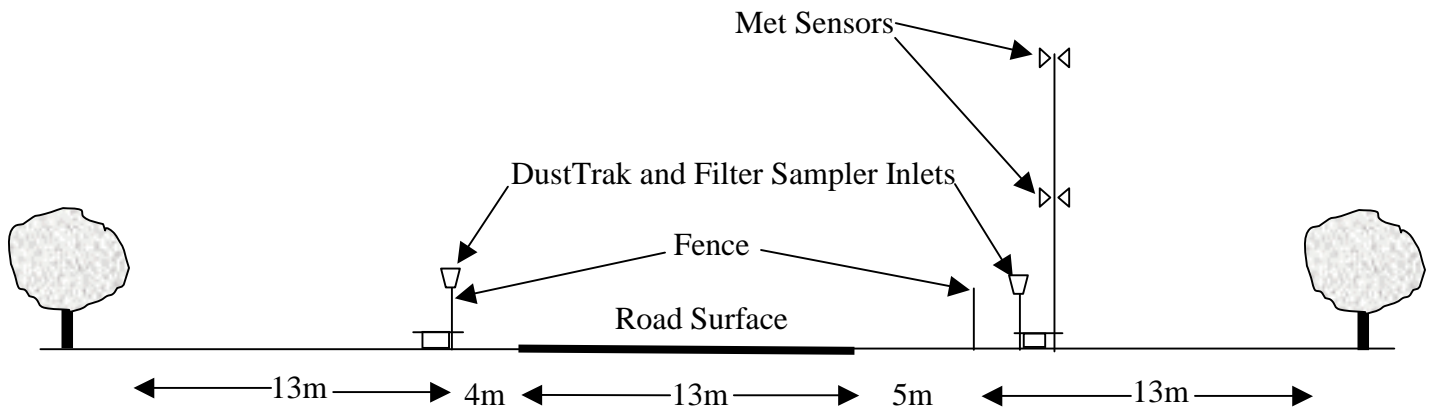 Met Sensors
DustTrak and Filter Sampler Inlets
Fence
Road Surface
13m 4m 13m 5m 13m